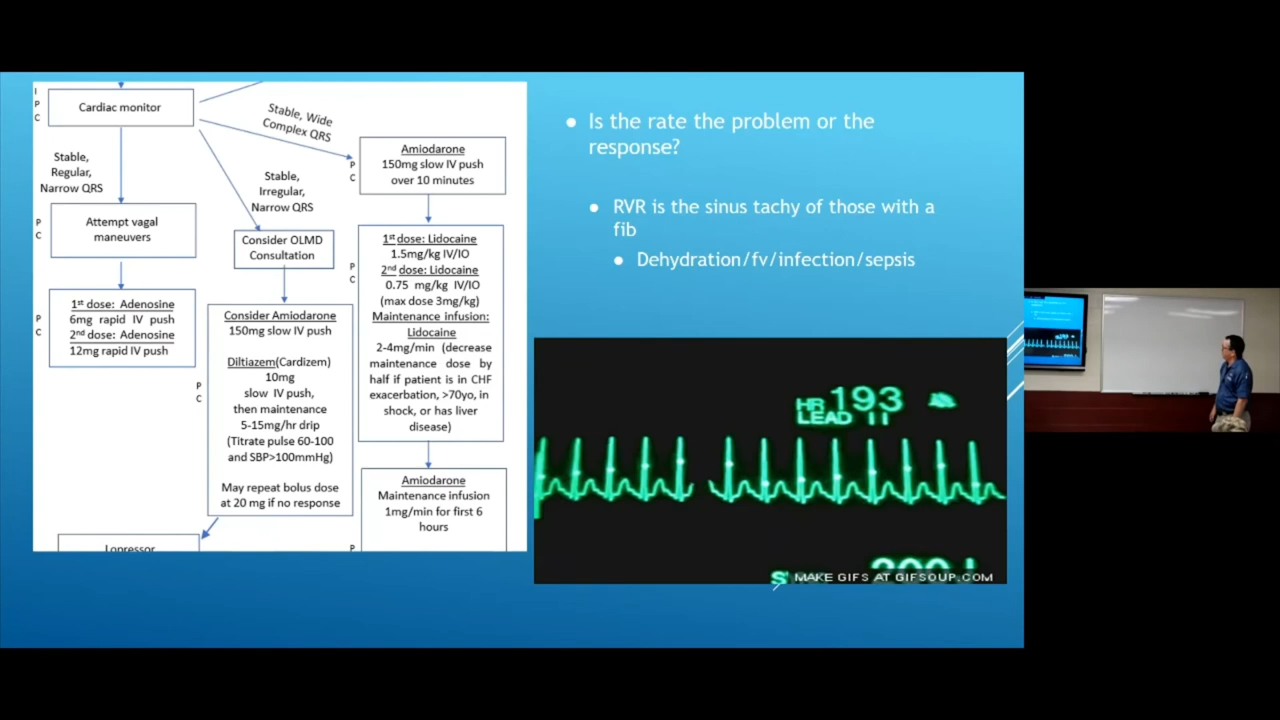 I
P
C
Cardiac monitor
Stable, Wide
Complex QRS
Stable,
Regular,
Narrow QRS
Stable,
Irregular,
Narrow QRS
P
C
Amiodarone
150mg slow IV push
over 10 minutes
P
C
Attempt vagal
maneuvers
Consider OLMD
Consultation
P
C
1st dose: Lidocaine
1.5mg/kg IV/IO
2nd dose: Lidocaine
0.75 mg/kg IV/IO
(max dose 3mg/kg)
Maintenance infusion:
Lidocaine
2-4mg/min (decrease
maintenance dose by
half if patient is in CHF
exacerbation, >70yo, in
shock, or has liver
disease)
P
C
1st dose: Adenosine
6mg rapid IV push
2nd dose: Adenosine
12mg rapid IV push
P
C
Consider Amiodarone
150mg slow IV push
Diltiazem(Cardizem)
10mg
slow IV push,
then maintenance
5-15mg/hr drip
(Titrate pulse 60-100
and SBP>100mmHg)
May repeat bolus dose
at 20 mg if no response
Amiodarone
Maintenance infusion
1mg/min for first 6
hours
P
Lopressor
• Is the rate the problem or the
response?
• RVR is the sinus tachy of those with a
fib
• Dehydration/fv/infection/sepsis
HR 193
LEAD II
MAKE GIFS AT GIFSOUP.COM